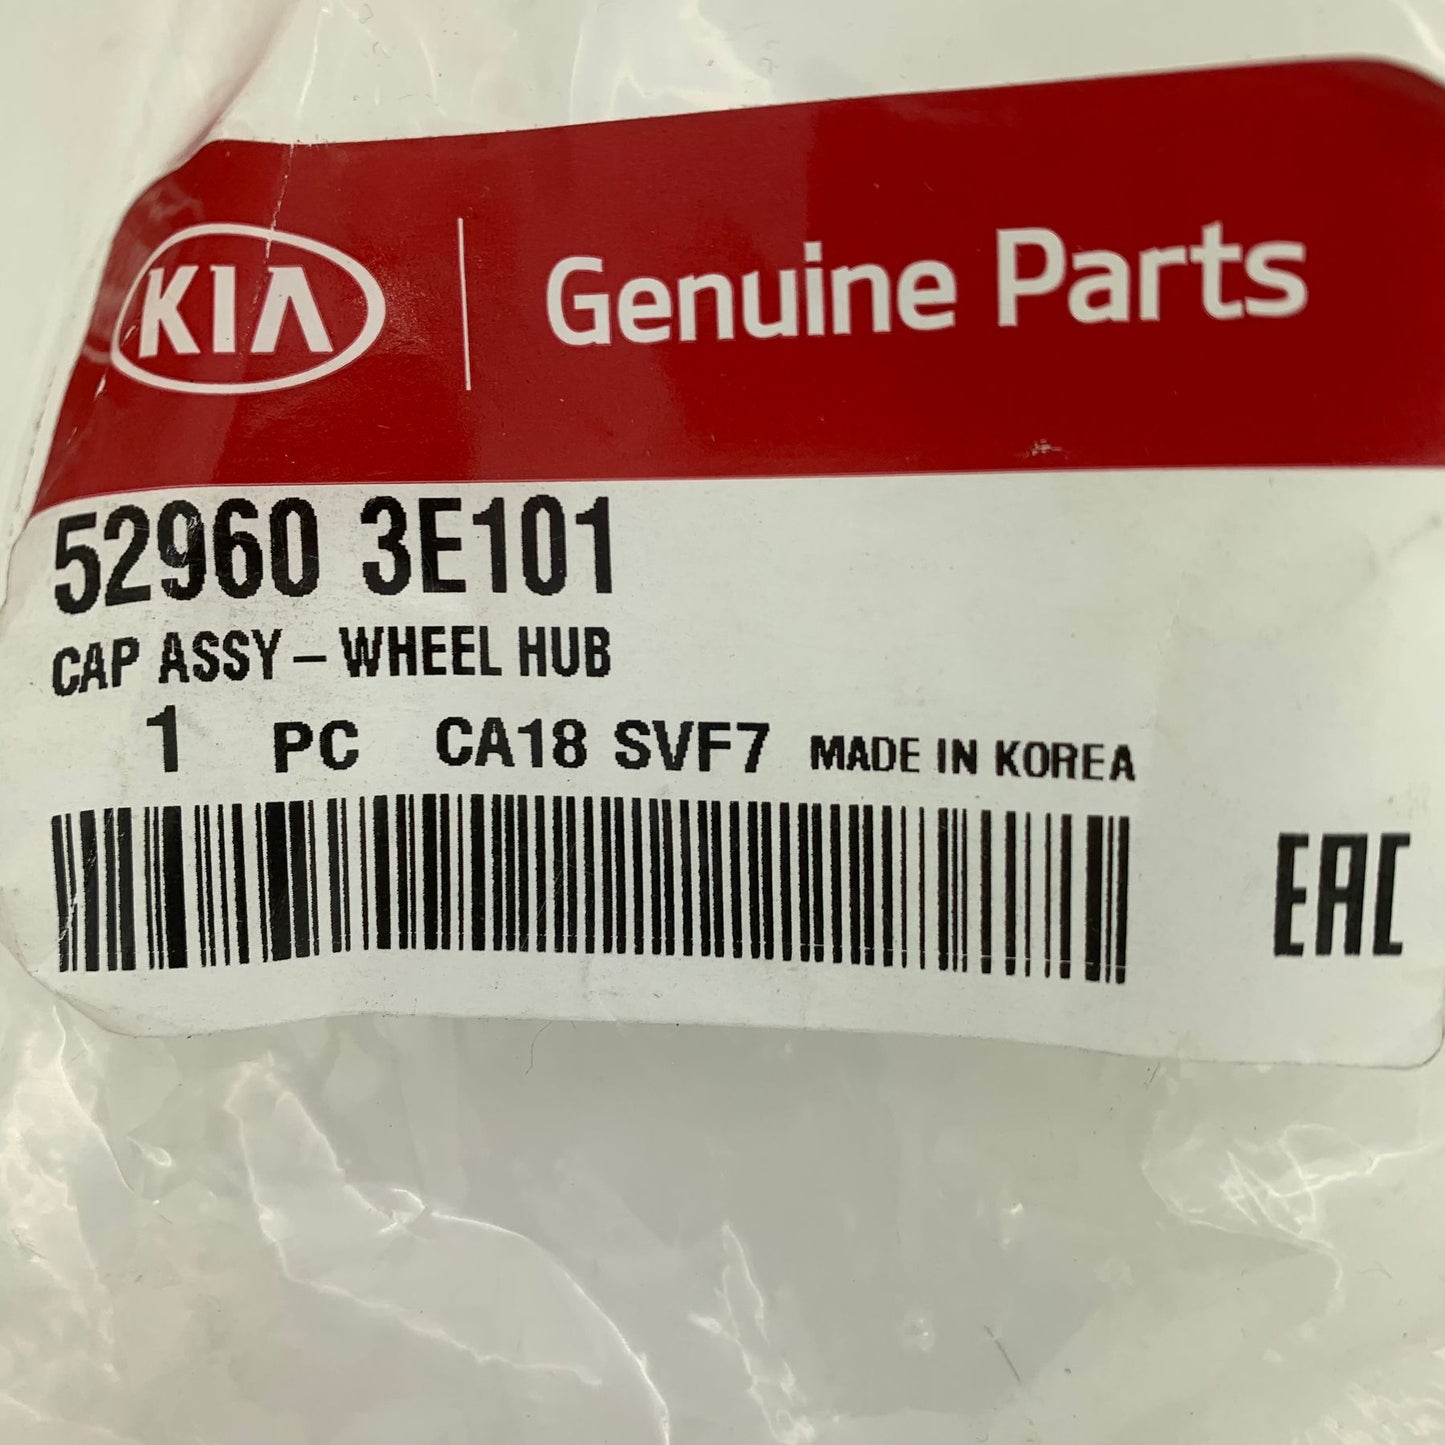 KIA Genuine Parts
52960 3E101
CAP ASSY – WHEEL HUB
1 PC CA18 SVF7 MADE IN KOREA
EAC